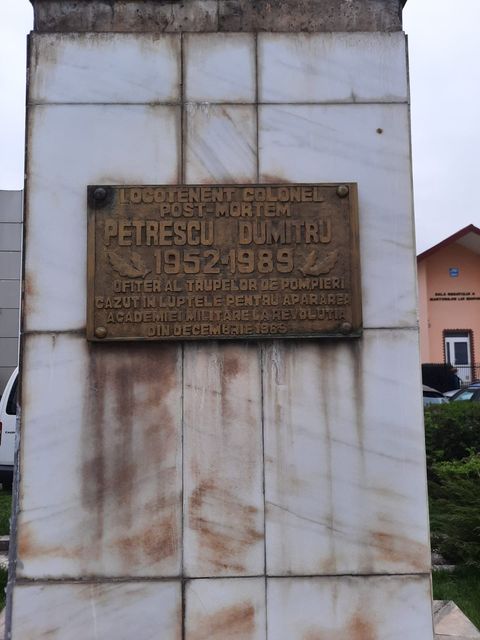 LOCOTENENT COLONEL
POST-MORTEM
PETRESCU DUMITRU
1952-1989
OFITER AL TRUPELOR DE POMPIERI
CAZUT IN LUPTELE PENTRU APARAREA
ACADEMIEI MILITARE LA REVOLUTIA
DIN DECEMBRIE 1989